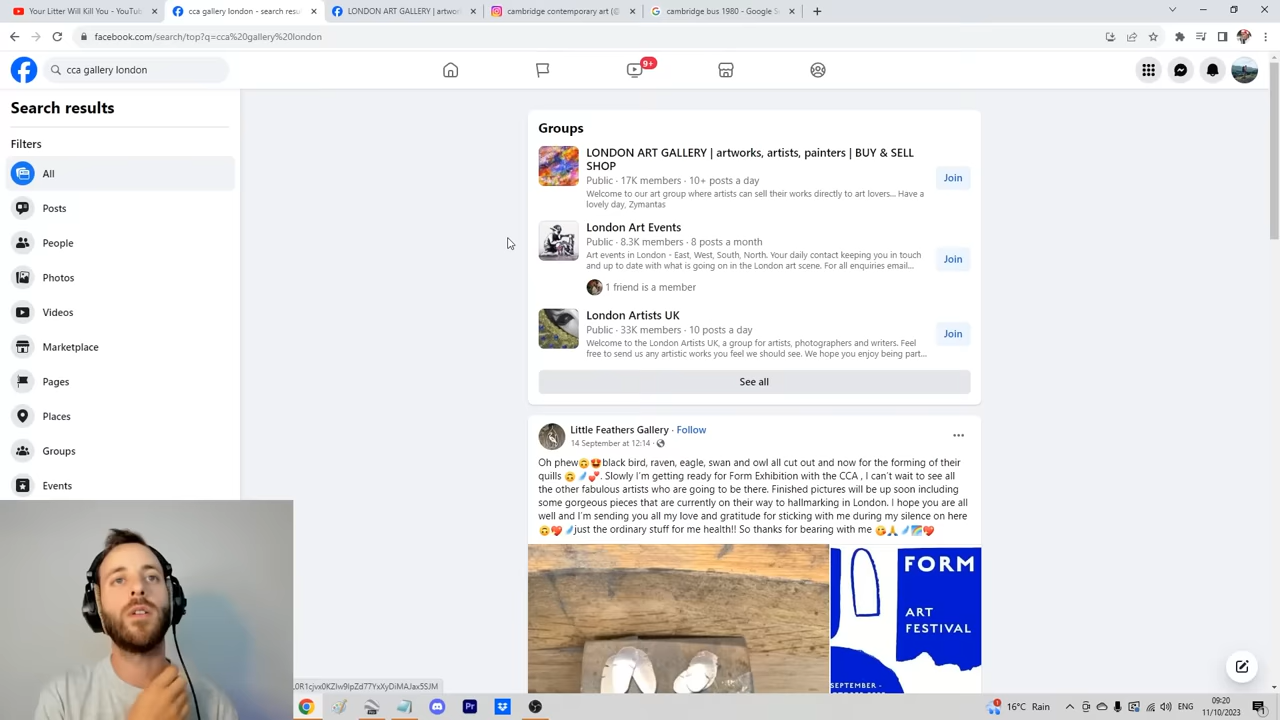 Your Litter Will Kill You - YouTu
cca gallery london - search resu
LONDON ART GALLERY | artwor
cambridge contemporary art (@
cambridge bus 1980 - Google S
facebook.com/search/top?q=cca%20gallery%20london
cca gallery london
9+
Search results
Filters
All
Posts
People
Photos
Videos
Marketplace
Pages
Places
Groups
Events
Groups
LONDON ART GALLERY | artworks, artists, painters | BUY & SELL
SHOP
Public · 17K members · 10+ posts a day
Welcome to our art group where artists can sell their works directly to art lovers... Have a
lovely day, Zymantas
Join
London Art Events
Public · 8.3K members · 8 posts a month
Art events in London - East, West, South, North. Your daily contact keeping you in touch
and up to date with what is going on in the London art scene. For all enquiries email...
1 friend is a member
Join
London Artists UK
Public · 33K members · 10 posts a day
Welcome to the London Artists UK, a group for artists, photographers and writers. Feel
free to send us any artistic works you feel we should see. We hope you enjoy being part...
Join
See all
Little Feathers Gallery · Follow
14 September at 12:14 ·
Oh phew🙃🤩black bird, raven, eagle, swan and owl all cut out and now for the forming of their
quills 🙃🪶💕. Slowly I'm getting ready for Form Exhibition with the CCA , I can't wait to see all
the other fabulous artists who are going to be there. Finished pictures will be up soon including
some gorgeous pieces that are currently on their way to hallmarking in London. I hope you are all
well and I'm sending you all my love and gratitude for sticking with me during my silence on here
🙃💖🪶just the ordinary stuff for me health!! So thanks for bearing with me
FORM
ART
FESTIVAL
SEPTEMBER -
16°C Rain
ENG
09:20
11/10/2023